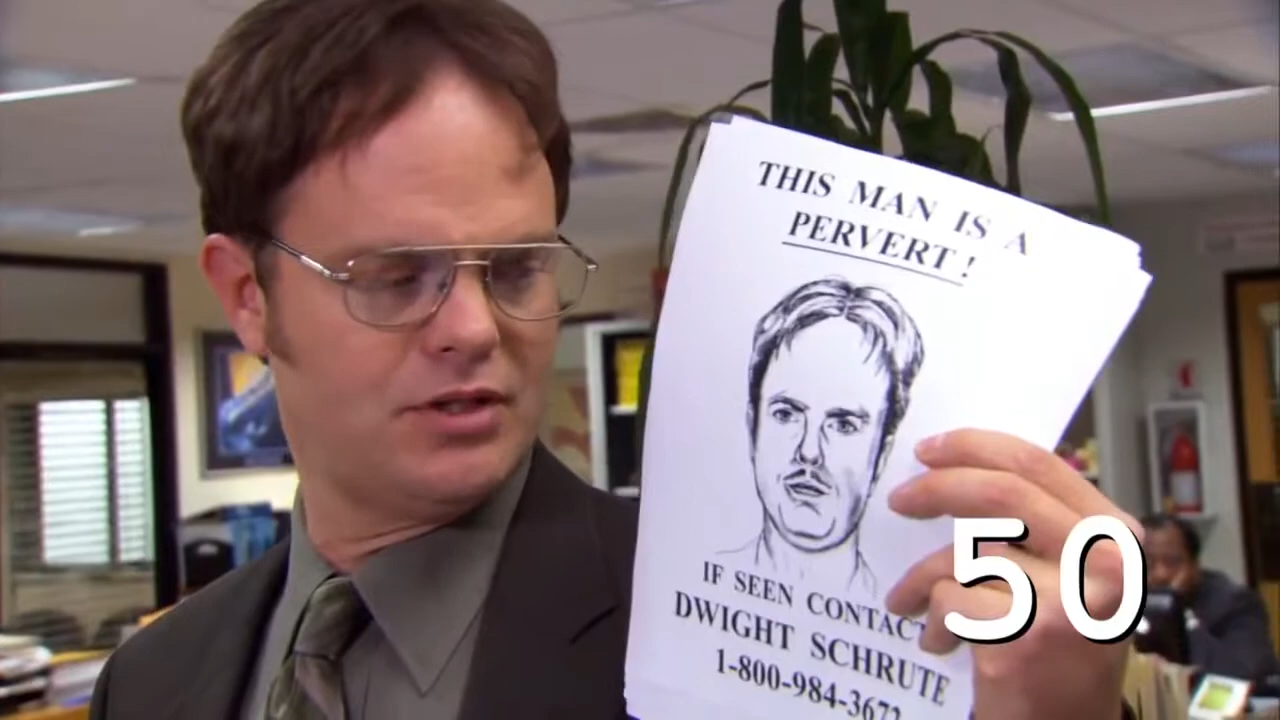 THIS MAN IS A
PERVERT!
IF SEEN CONTACT
DWIGHT SCHRUTE
1-800-984-3672
50